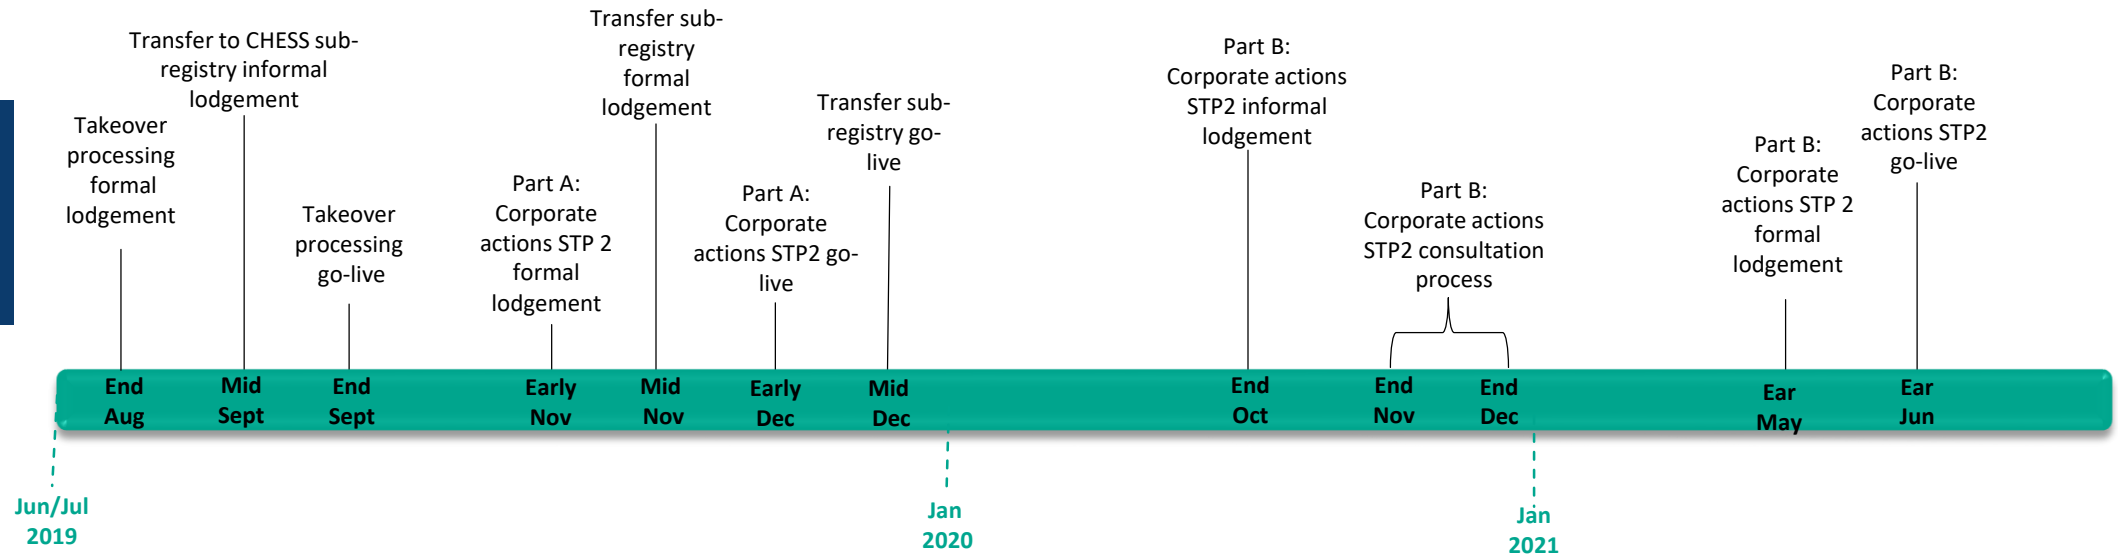 Takeover
processing
formal
lodgement
Transfer to CHESS sub-
registry informal
lodgement
Takeover
processing
go-live
Part A:
Corporate
actions STP 2
formal
lodgement
Transfer sub-
registry
formal
lodgement
Part A:
Corporate
actions STP2 go-
live
Transfer sub-
registry go-
live
Part B:
Corporate actions
STP2 informal
lodgement
Part B:
Corporate actions
STP2 consultation
process
Part B:
Corporate
actions STP 2
formal
lodgement
Part B:
Corporate
actions STP2
go-live
End
Aug
Mid
Sept
End
Sept
Early
Nov
Mid
Nov
Early
Dec
Mid
Dec
End
Oct
End
Nov
End
Dec
Ear
May
Ear
Jun
Jun/Jul
2019
Jan
2020
Jan
2021